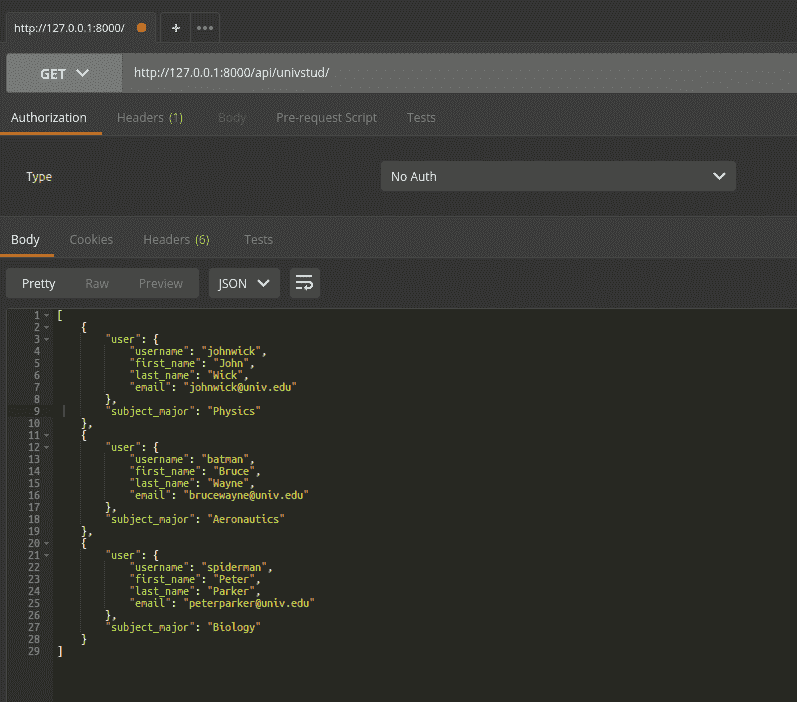 http://127.0.0.1:8000/ + •••
GET http://127.0.0.1:8000/api/univstud/
Authorization Headers (1) Body Pre-request Script Tests
Type No Auth
Body Cookies Headers (6) Tests
Pretty Raw Preview JSON
1 [
2 {
3 "user": {
4 "username": "johnwick",
5 "first_name": "John",
6 "last_name": "Wick",
7 "email": "johnwick@univ.edu"
8 },
9 "subject_major": "Physics"
10 },
11 {
12 "user": {
13 "username": "batman",
14 "first_name": "Bruce",
15 "last_name": "Wayne",
16 "email": "brucewayne@univ.edu"
17 },
18 "subject_major": "Aeronautics"
19 },
20 {
21 "user": {
22 "username": "spiderman",
23 "first_name": "Peter",
24 "last_name": "Parker",
25 "email": "peterparker@univ.edu"
26 },
27 "subject_major": "Biology"
28 }
29 ]